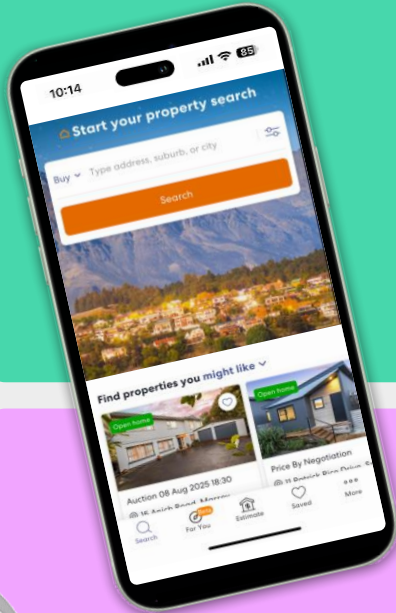 10:14
85
Start your property search
Buy
Type address, suburb, or city
Search
Find properties you might like
Open home
Open home
Auction 08 Aug 2025 18:30
Price By Negotiation
Search
For You
Beta
Estimate
Saved
More